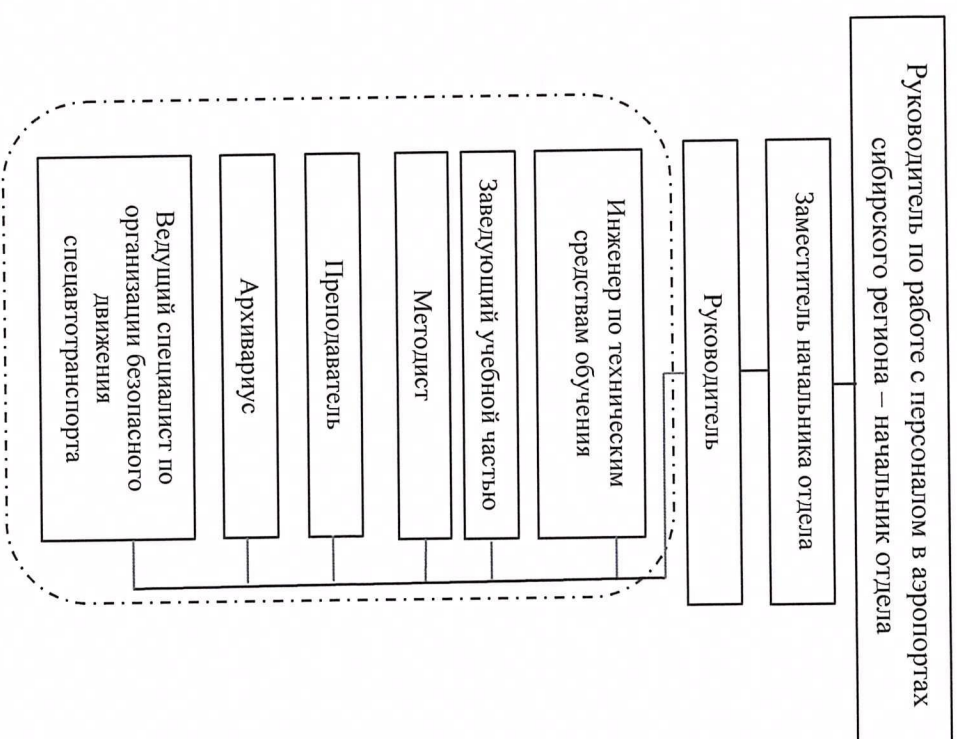 Руководитель по работе с персоналом в аэропортах
сибирского региона – начальник отдела
Заместитель начальника отдела
Руководитель
Инженер по техническим
средствам обучения
Заведующий учебной частью
Методист
Преподаватель
Архивариус
Ведущий специалист по
организации безопасного
движения
спецавтотранспорта